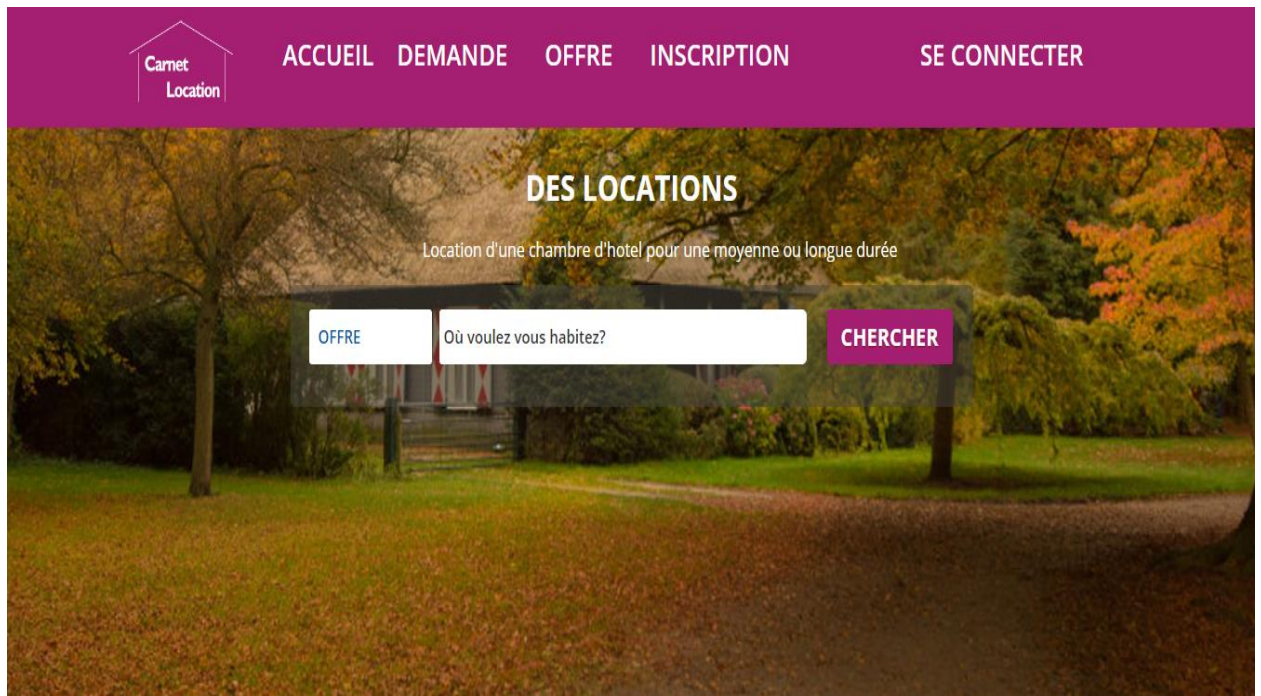 Carnet
Location
ACCUEIL DEMANDE OFFRE INSCRIPTION SE CONNECTER
DES LOCATIONS
Location d'une chambre d'hotel pour une moyenne ou longue durée
OFFRE Où voulez vous habitez? CHERCHER